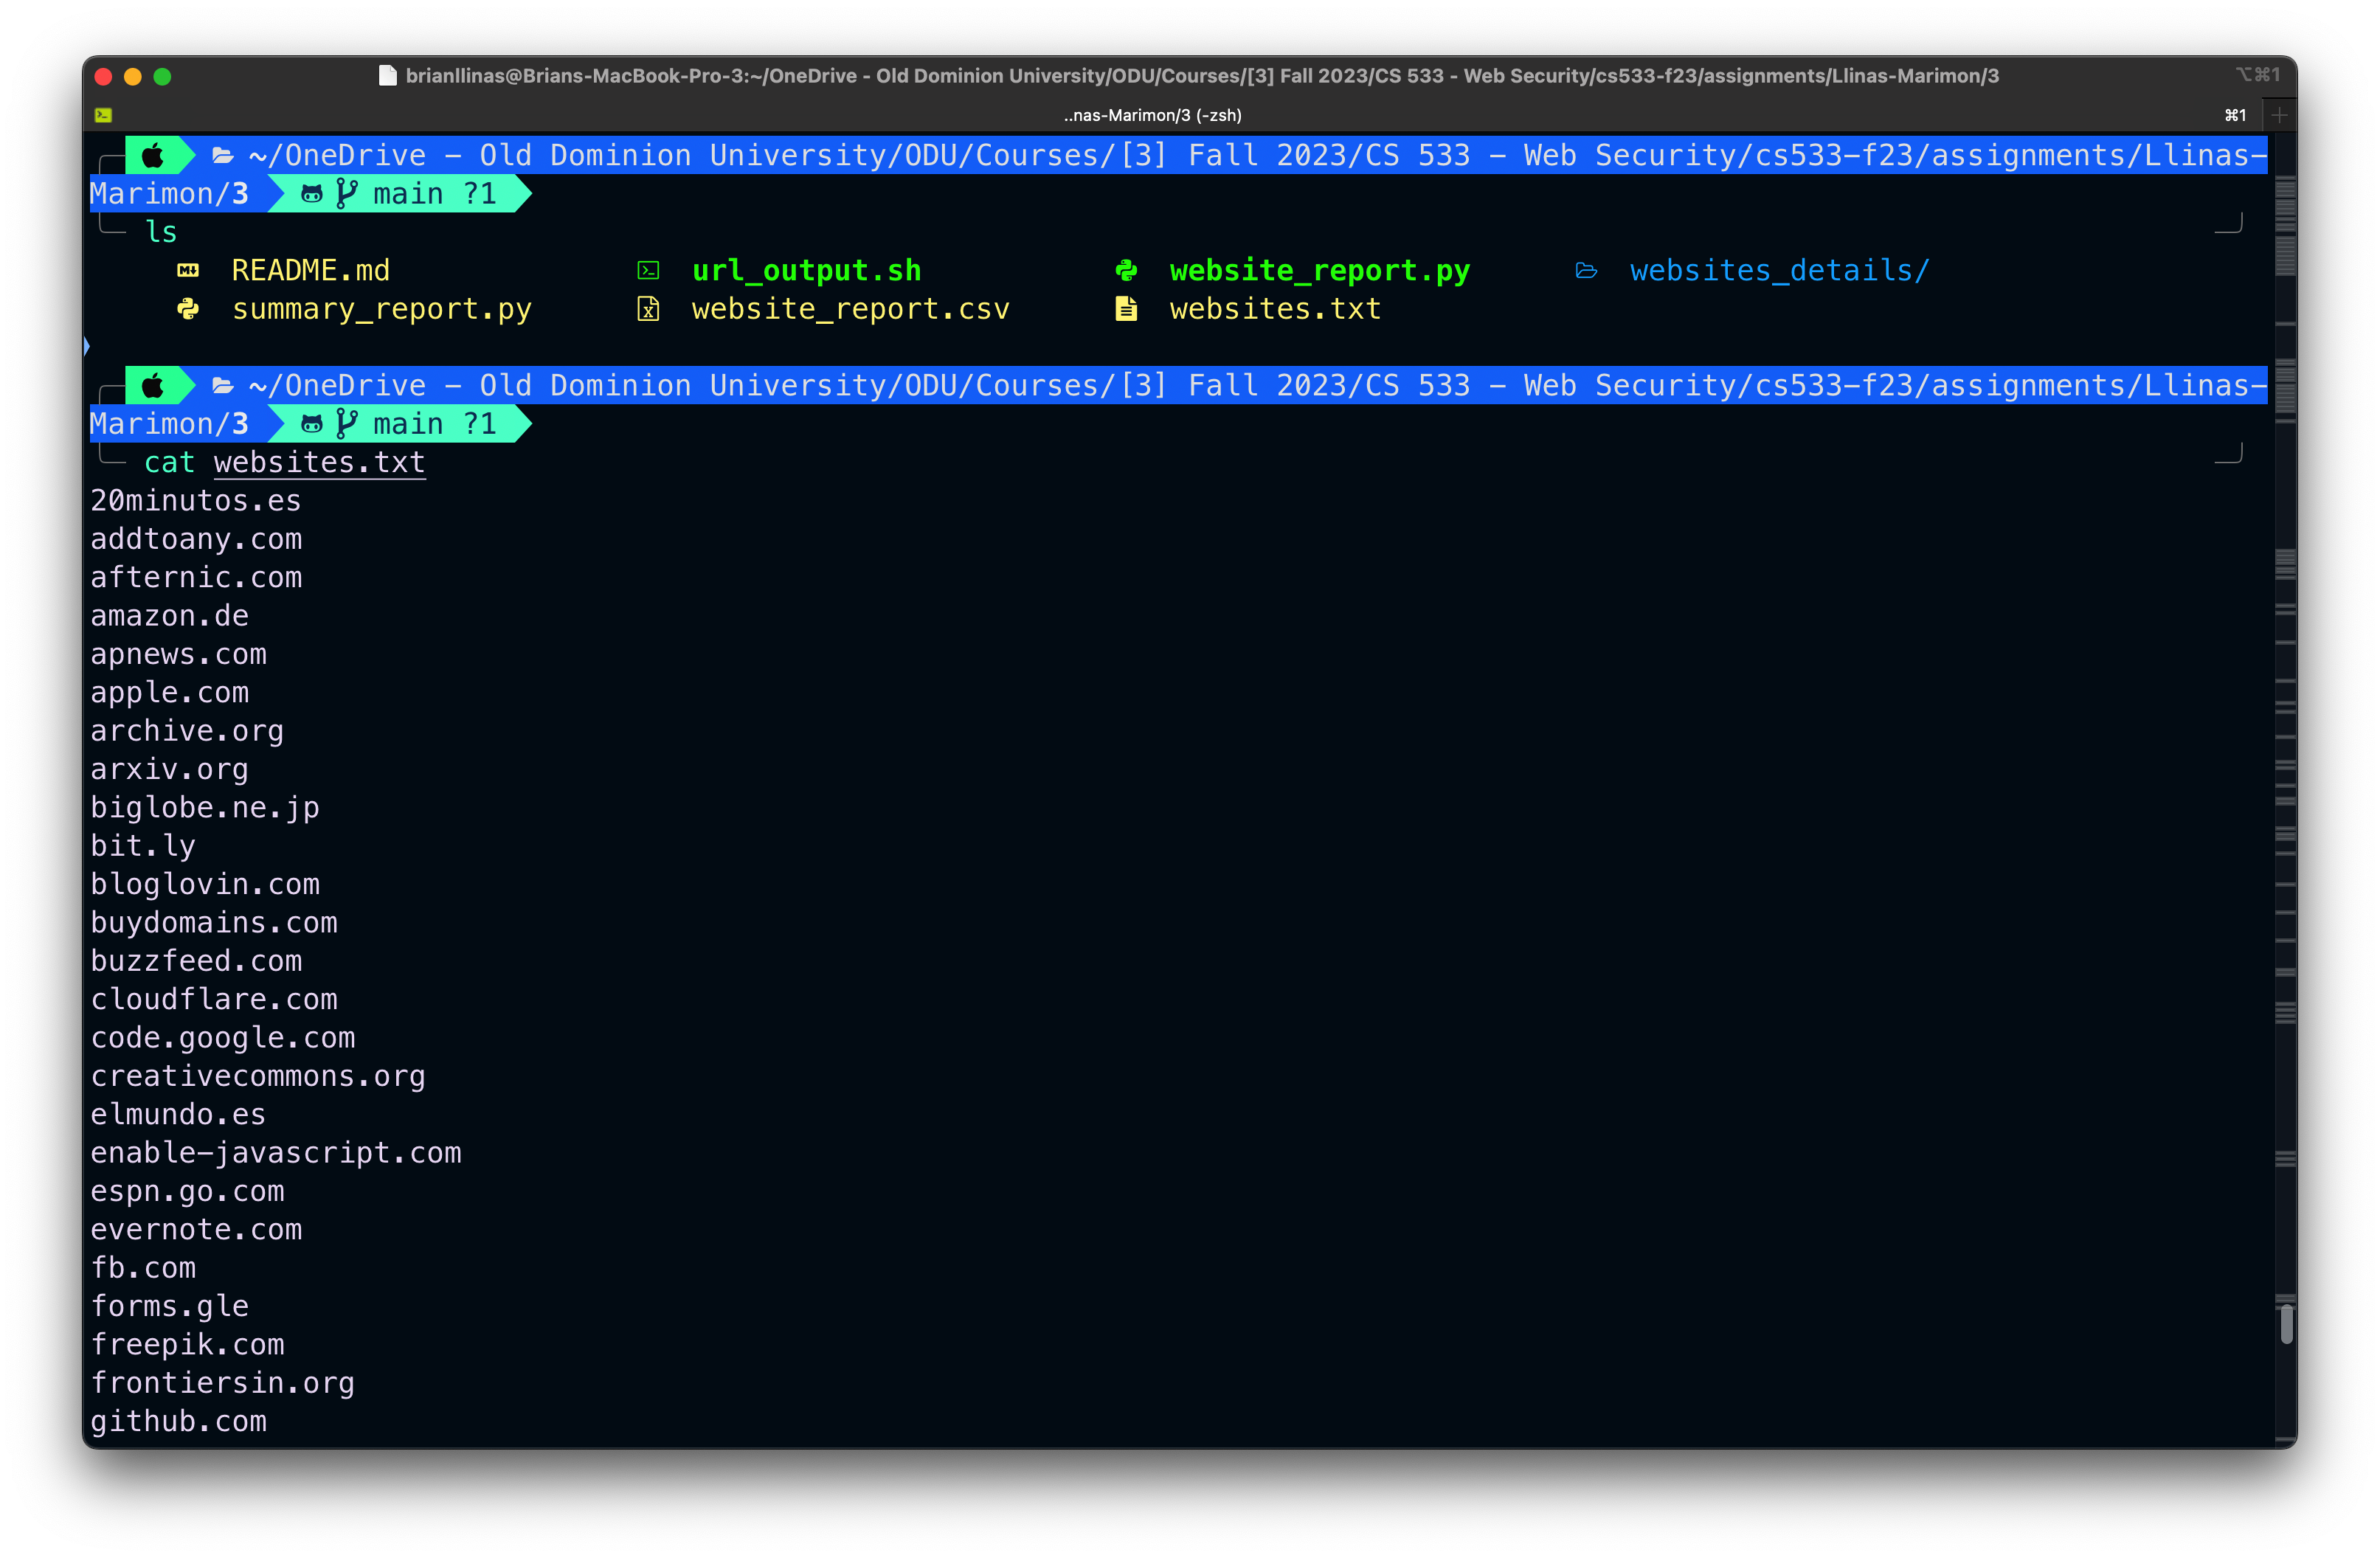 brianllinas@Brians-MacBook-Pro-3:~/OneDrive - Old Dominion University/ODU/Courses/[3] Fall 2023/CS 533 - Web Security/cs533-f23/assignments/Llinas-Marimon/3 ⌥⌘1
..nas-Marimon/3 (-zsh) ⌘1
~/OneDrive - Old Dominion University/ODU/Courses/[3] Fall 2023/CS 533 - Web Security/cs533-f23/assignments/Llinas-
Marimon/3 main ?1
ls
README.md url_output.sh website_report.py websites_details/
summary_report.py website_report.csv websites.txt
~/OneDrive - Old Dominion University/ODU/Courses/[3] Fall 2023/CS 533 - Web Security/cs533-f23/assignments/Llinas-
Marimon/3 main ?1
cat websites.txt
20minutos.es
addtoany.com
afternic.com
amazon.de
apnews.com
apple.com
archive.org
arxiv.org
biglobe.ne.jp
bit.ly
bloglovin.com
buydomains.com
buzzfeed.com
cloudflare.com
code.google.com
creativecommons.org
elmundo.es
enable-javascript.com
espn.go.com
evernote.com
fb.com
forms.gle
freepik.com
frontiersin.org
github.com